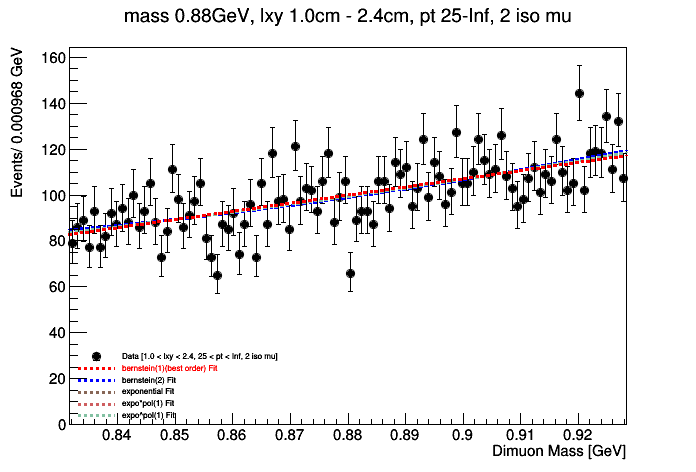 mass 0.88GeV, lxy 1.0cm - 2.4cm, pt 25-Inf, 2 iso mu
Events/ 0.000968 GeV
160
140
120
100
80
60
40
20
0
Data [1.0 < lxy < 2.4, 25 < pt < Inf, 2 iso mu]
bernstein(1)(best order) Fit
bernstein(2) Fit
exponential Fit
expo*pol(1) Fit
expo^pol(1) Fit
0.84 0.85 0.86 0.87 0.88 0.89 0.9 0.91 0.92
Dimuon Mass [GeV]